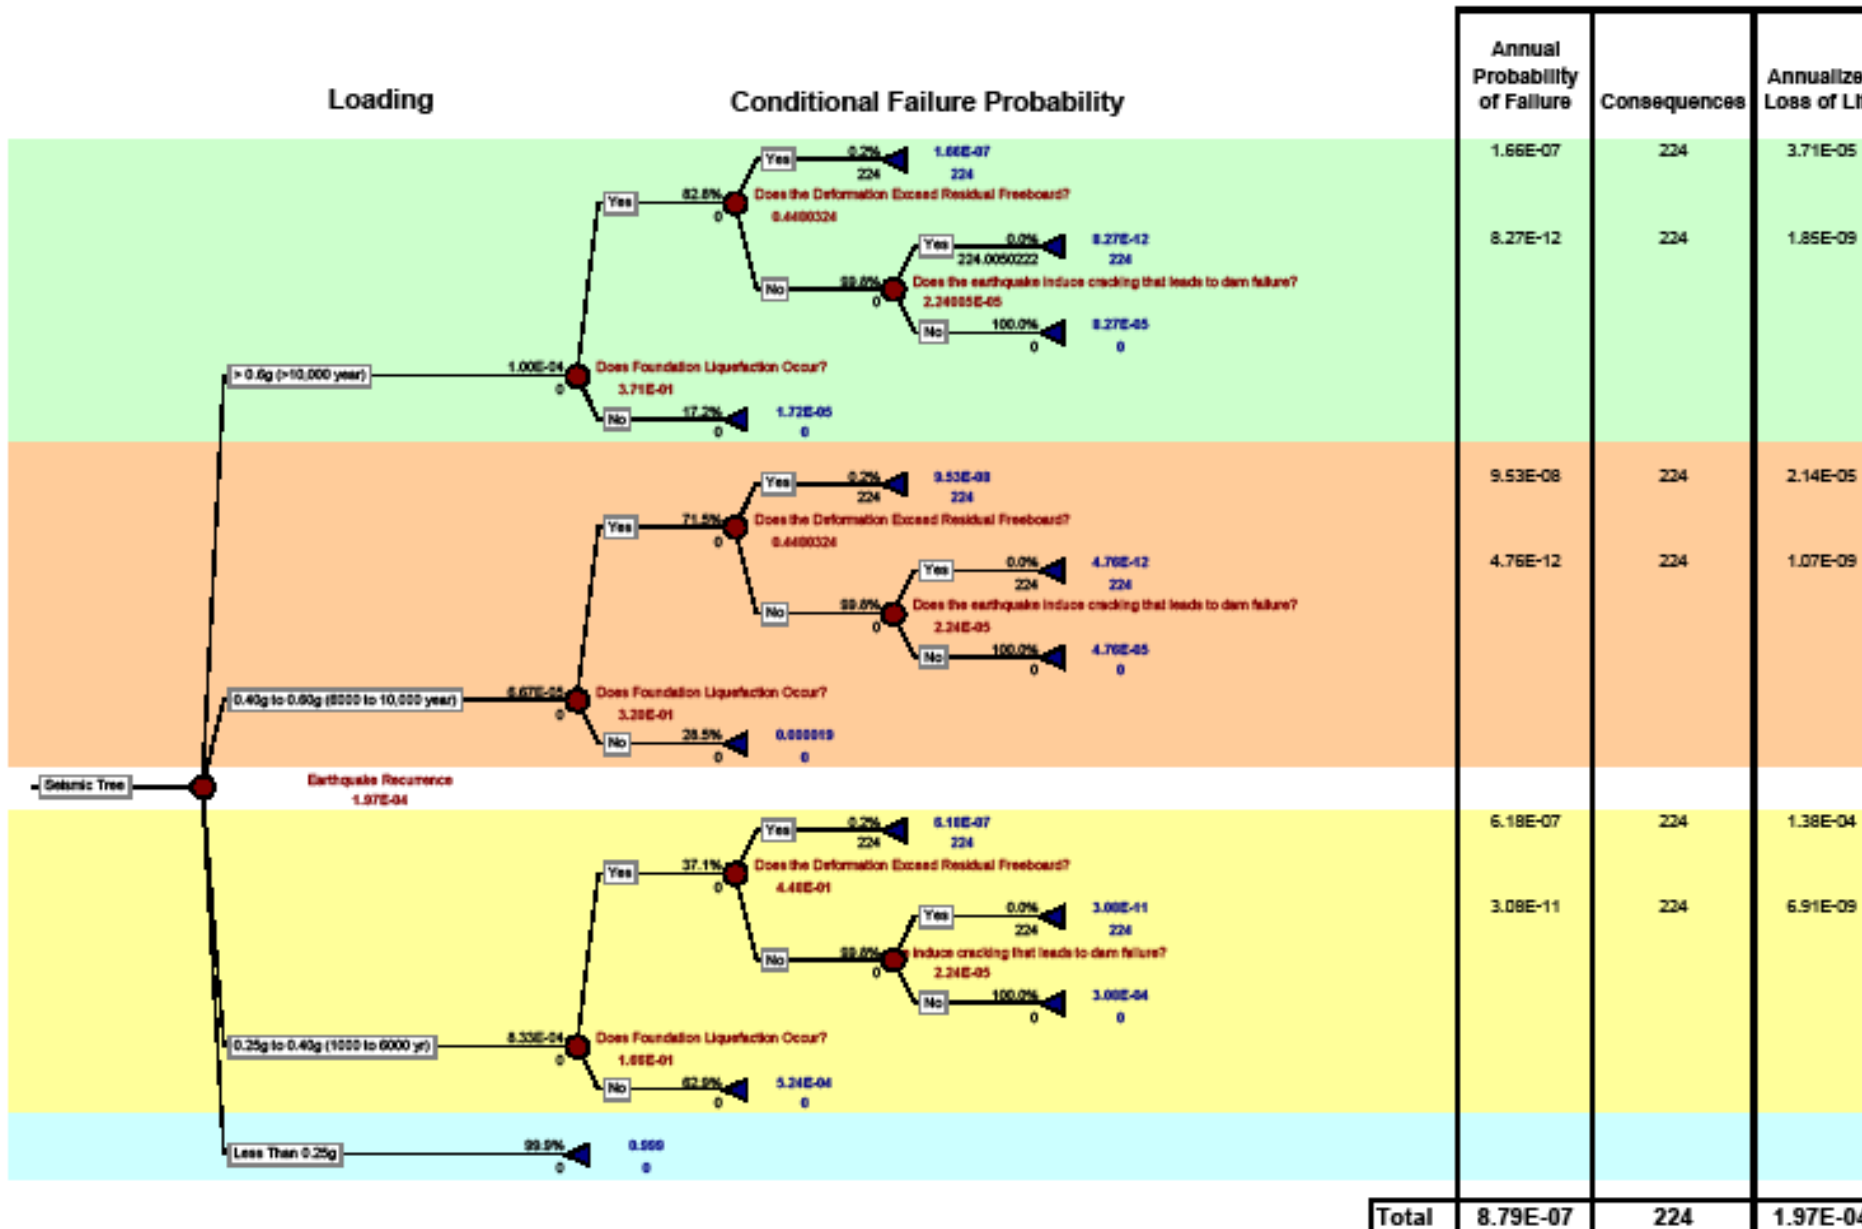 Annual
Probability
of Failure
Consequences
Annualize
Loss of Li
Loading
Conditional Failure Probability
Yes
0.2%
224
1.66E-07
224
1.66E-07
224
3.71E-05
Yes
82.8%
0
Does the Deformation Exceed Residual Freeboard?
0.4480324
Yes
0.0%
224.0050222
8.27E-12
224
8.27E-12
224
1.85E-09
No
99.8%
0
Does the earthquake induce cracking that leads to dam failure?
2.24005E-05
No
100.0%
0
8.27E-05
0
> 0.6g (>10,000 year)
1.00E-04
0
Does Foundation Liquefaction Occur?
3.71E-01
No
17.2%
0
1.72E-05
0
Yes
0.2%
224
9.53E-08
224
9.53E-08
224
2.14E-05
Yes
71.5%
0
Does the Deformation Exceed Residual Freeboard?
0.4480324
Yes
0.0%
224
4.76E-12
224
4.76E-12
224
1.07E-09
No
99.8%
0
Does the earthquake induce cracking that leads to dam failure?
2.24E-05
No
100.0%
0
4.76E-05
0
0.40g to 0.60g (6000 to 10,000 year)
6.67E-05
0
Does Foundation Liquefaction Occur?
3.20E-01
No
28.5%
0
0.000019
0
Seismic Tree
Earthquake Recurrence
1.97E-04
Yes
0.2%
224
6.18E-07
224
6.18E-07
224
1.38E-04
Yes
37.1%
0
Does the Deformation Exceed Residual Freeboard?
4.48E-01
Yes
0.0%
224
3.08E-11
224
3.08E-11
224
6.91E-09
No
99.8%
0
induce cracking that leads to dam failure?
2.24E-05
No
100.0%
0
3.08E-04
0
0.25g to 0.40g (1000 to 6000 yr)
8.33E-04
0
Does Foundation Liquefaction Occur?
1.66E-01
No
62.9%
0
5.24E-04
0
Less Than 0.25g
99.9%
0
0.999
0
Total
8.79E-07
224
1.97E-04